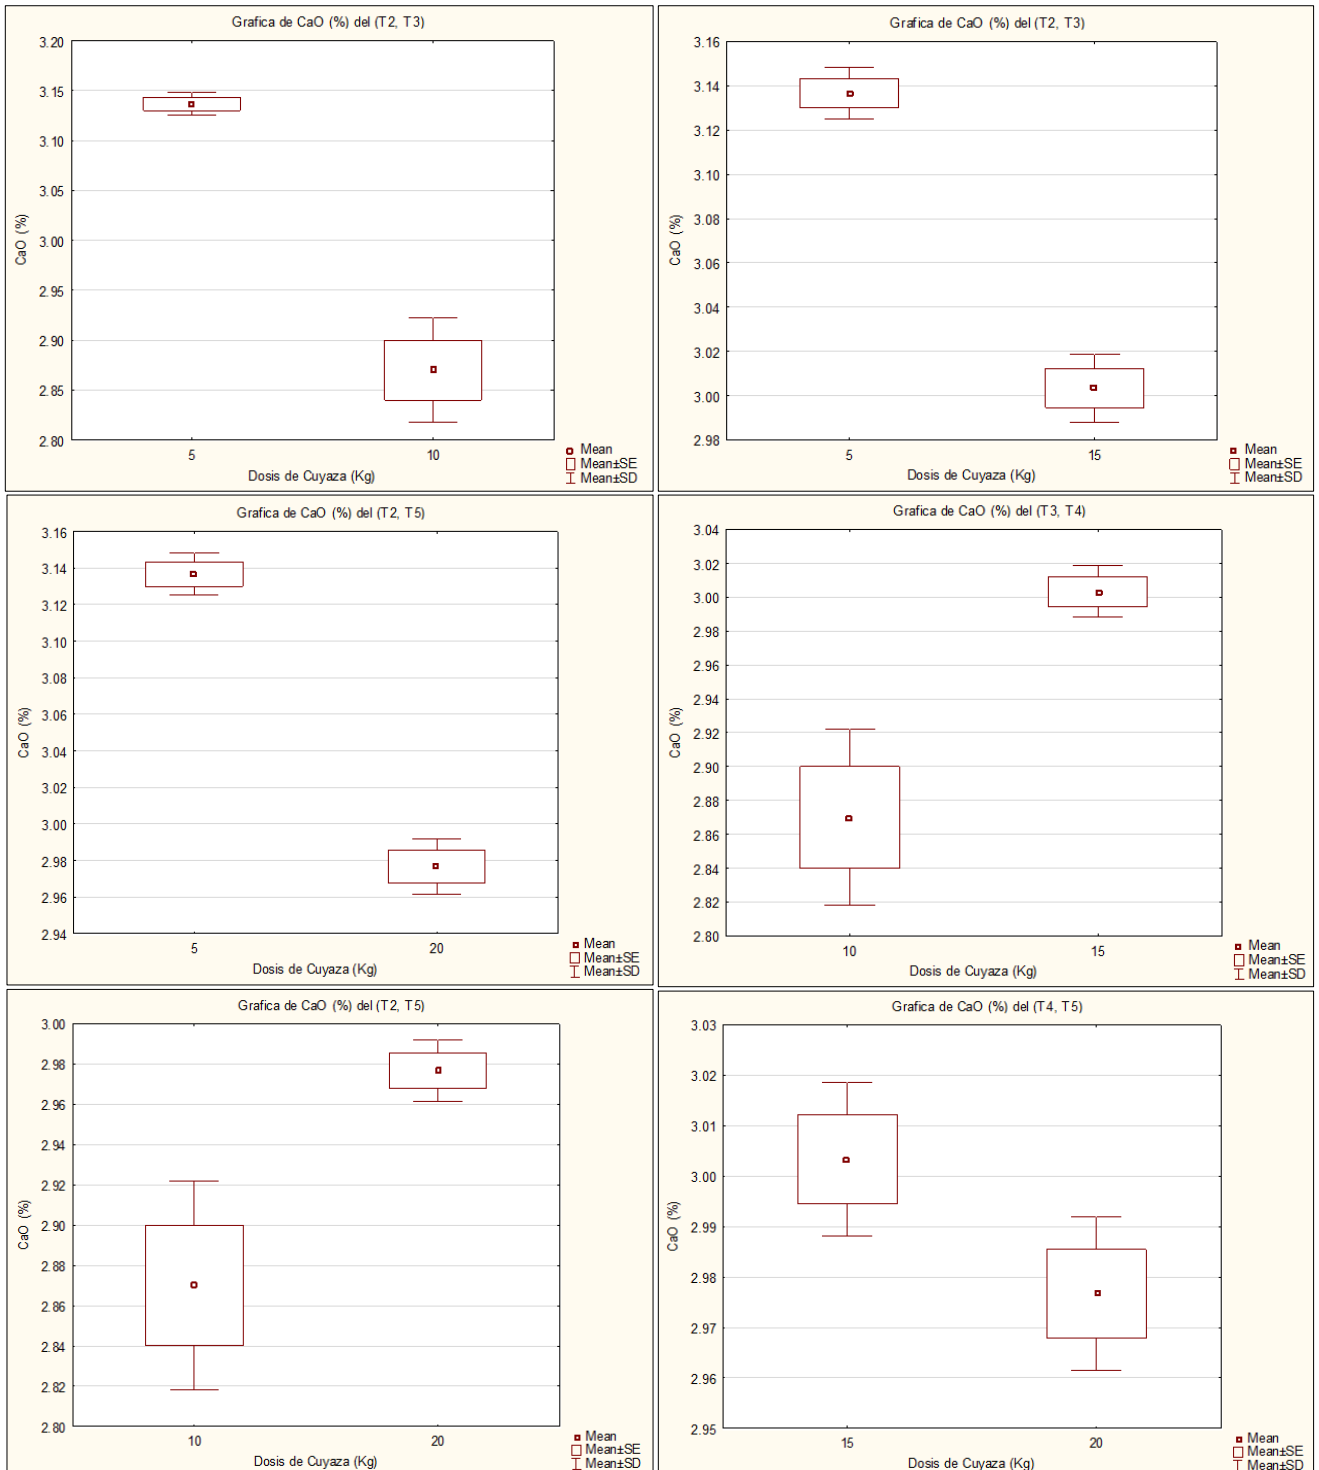 Grafica de CaO (%) del (T2, T3)
3.20
3.15
3.10
3.05
3.00
2.95
2.90
2.85
2.80
CaO (%)
5
10
Dosis de Cuyaza (Kg)
Mean
Mean±SE
Mean±SD
Grafica de CaO (%) del (T2, T3)
3.16
3.14
3.12
3.10
3.08
3.06
3.04
3.02
3.00
2.98
CaO (%)
5
15
Dosis de Cuyaza (Kg)
Mean
Mean±SE
Mean±SD
Grafica de CaO (%) del (T2, T5)
3.16
3.14
3.12
3.10
3.08
3.06
3.04
3.02
3.00
2.98
2.96
2.94
CaO (%)
5
20
Dosis de Cuyaza (Kg)
Mean
Mean±SE
Mean±SD
Grafica de CaO (%) del (T3, T4)
3.04
3.02
3.00
2.98
2.96
2.94
2.92
2.90
2.88
2.86
2.84
2.82
2.80
CaO (%)
10
15
Dosis de Cuyaza (Kg)
Mean
Mean±SE
Mean±SD
Grafica de CaO (%) del (T2, T5)
3.00
2.98
2.96
2.94
2.92
2.90
2.88
2.86
2.84
2.82
2.80
CaO (%)
10
20
Dosis de Cuyaza (Kg)
Mean
Mean±SE
Mean±SD
Grafica de CaO (%) del (T4, T5)
3.03
3.02
3.01
3.00
2.99
2.98
2.97
2.96
2.95
CaO (%)
15
20
Dosis de Cuyaza (Kg)
Mean
Mean±SE
Mean±SD